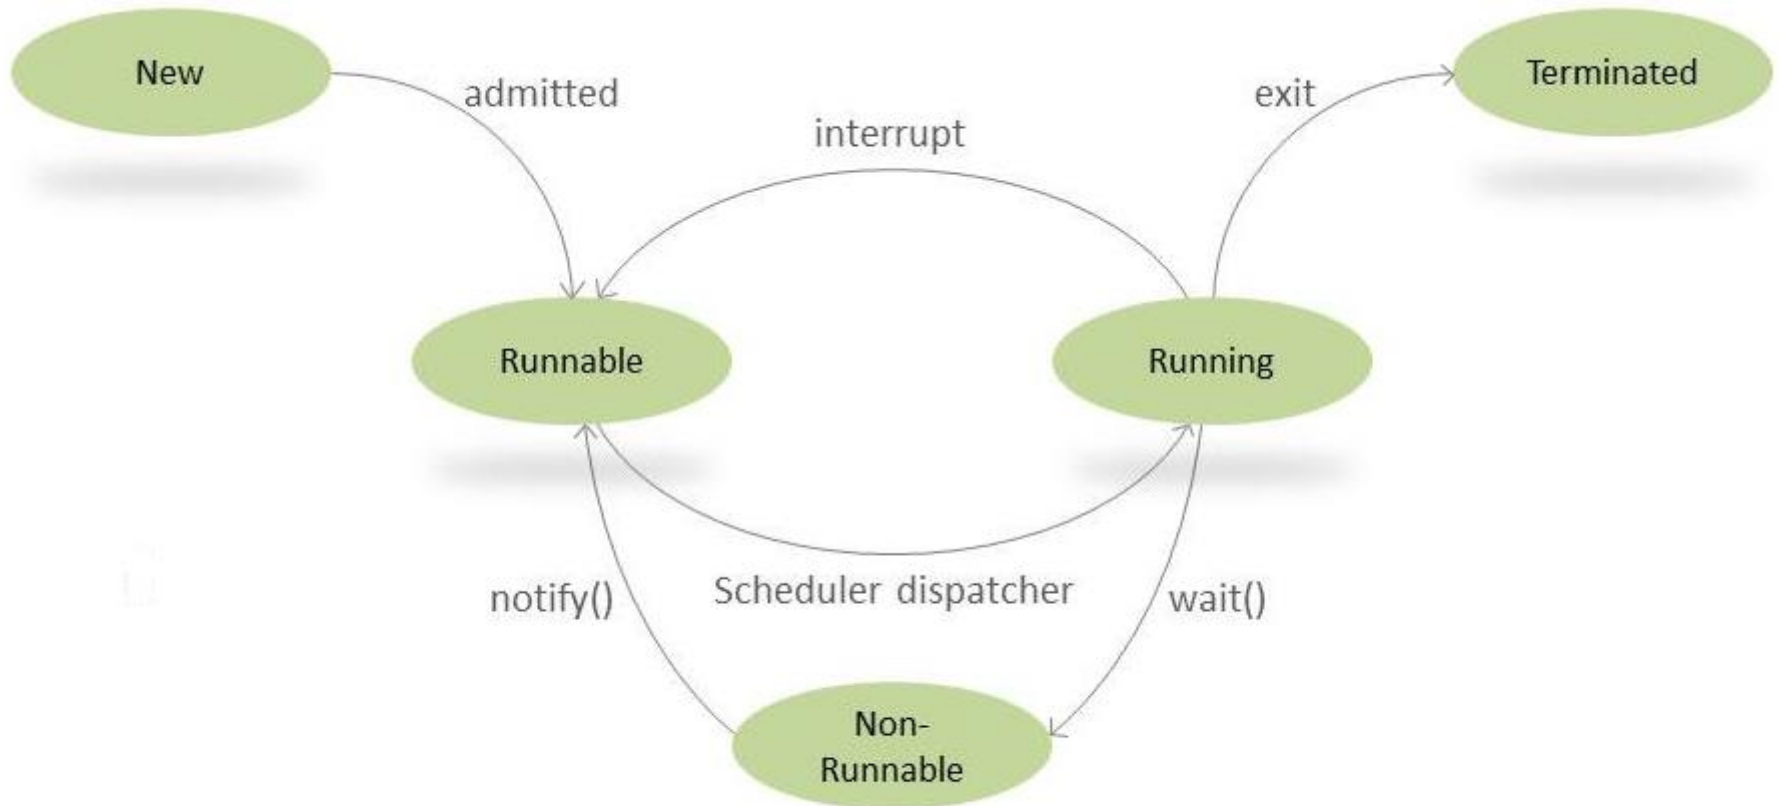 New
Terminated
admitted
exit
interrupt
Runnable
Running
notify()
Scheduler dispatcher
wait()
Non-
Runnable